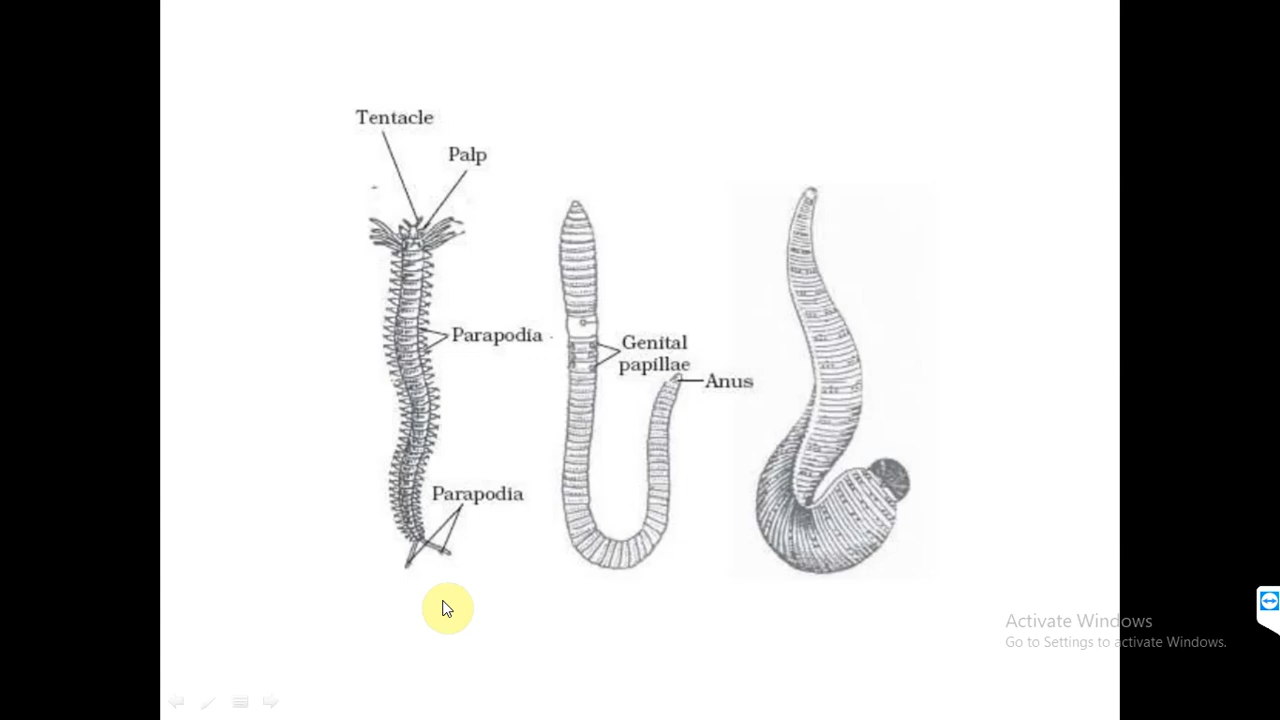 Tentacle
Palp
Parapodia
Genital
papillae
Anus
Parapodia
Activate Windows
Go to Settings to activate Windows.